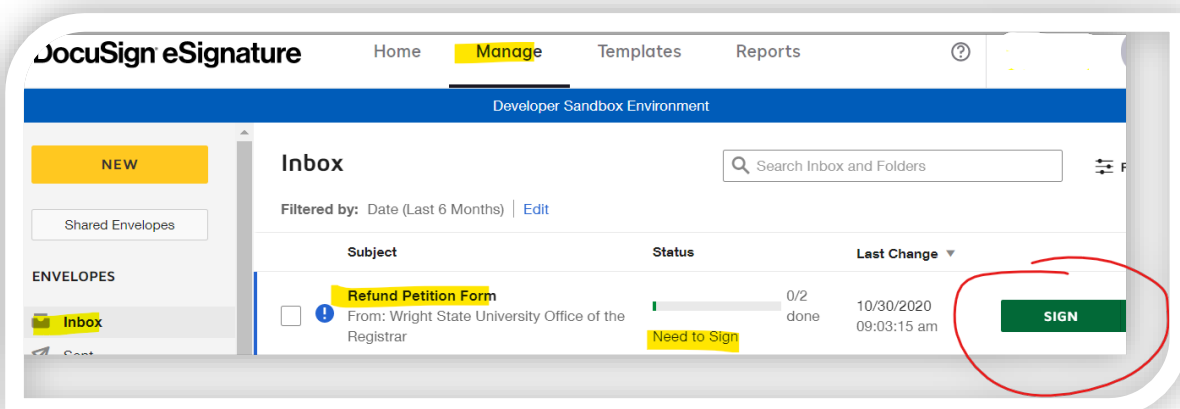 DocuSign eSignature Home Manage Templates Reports
Developer Sandbox Environment
NEW
Shared Envelopes
ENVELOPES
Inbox
Sent
Inbox
Search Inbox and Folders
Filtered by: Date (Last 6 Months) | Edit
Subject Status Last Change
Refund Petition Form
From: Wright State University Office of the
Registrar
0/2
done
Need to Sign
10/30/2020
09:03:15 am
SIGN